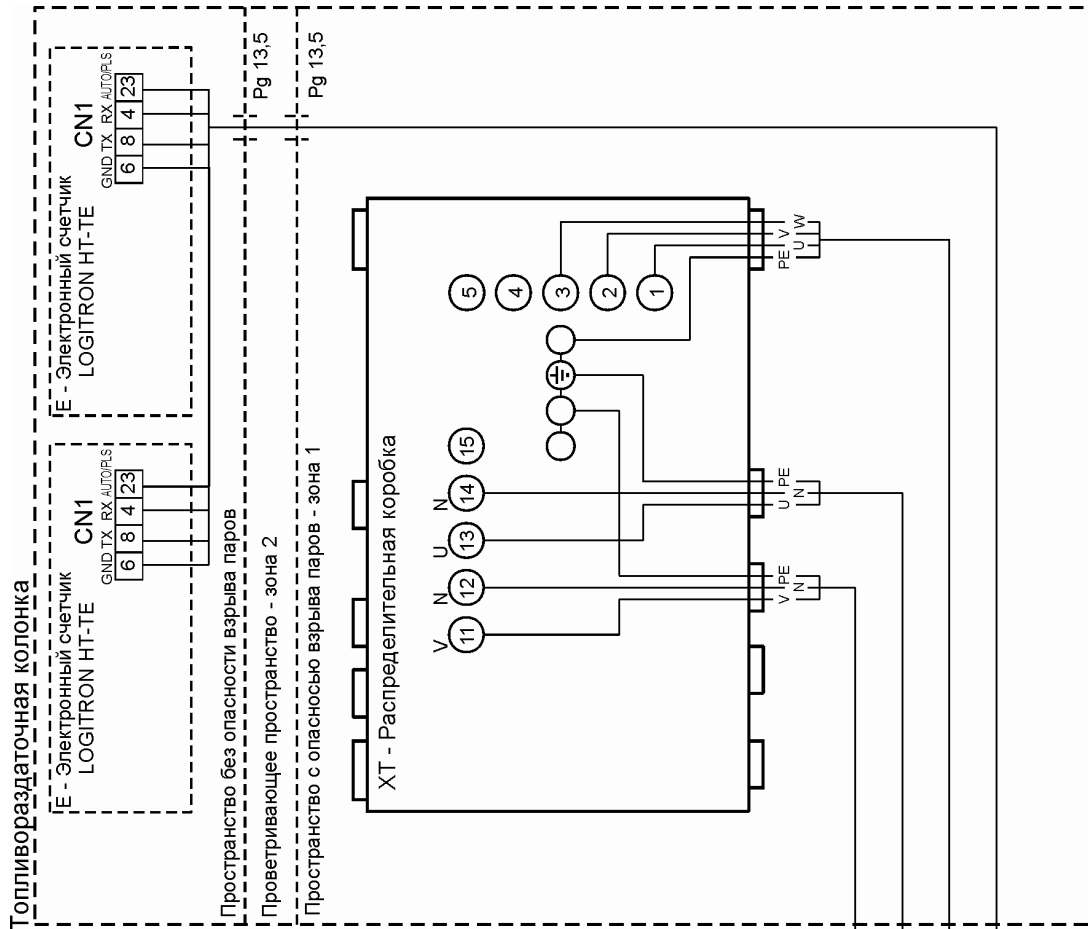 Топливораздаточная колонка
Е - Электронный счетчик
LOGITRON HT-TE
CN1
GND TX RX AUTO/PLS
6 8 4 23
Е - Электронный счетчик
LOGITRON HT-TE
CN1
GND TX RX AUTO/PLS
6 8 4 23
Пространство без опасности взрыва паров
Pg 13,5
Проветривающее пространство - зона 2
Pg 13,5
Пространство с опасносью взрыва паров - зона 1
XT - Распределительная коробка
V N U N
11 12 13 14 15
5
4
3
2
1
V N PE
U N PE
PE U V W